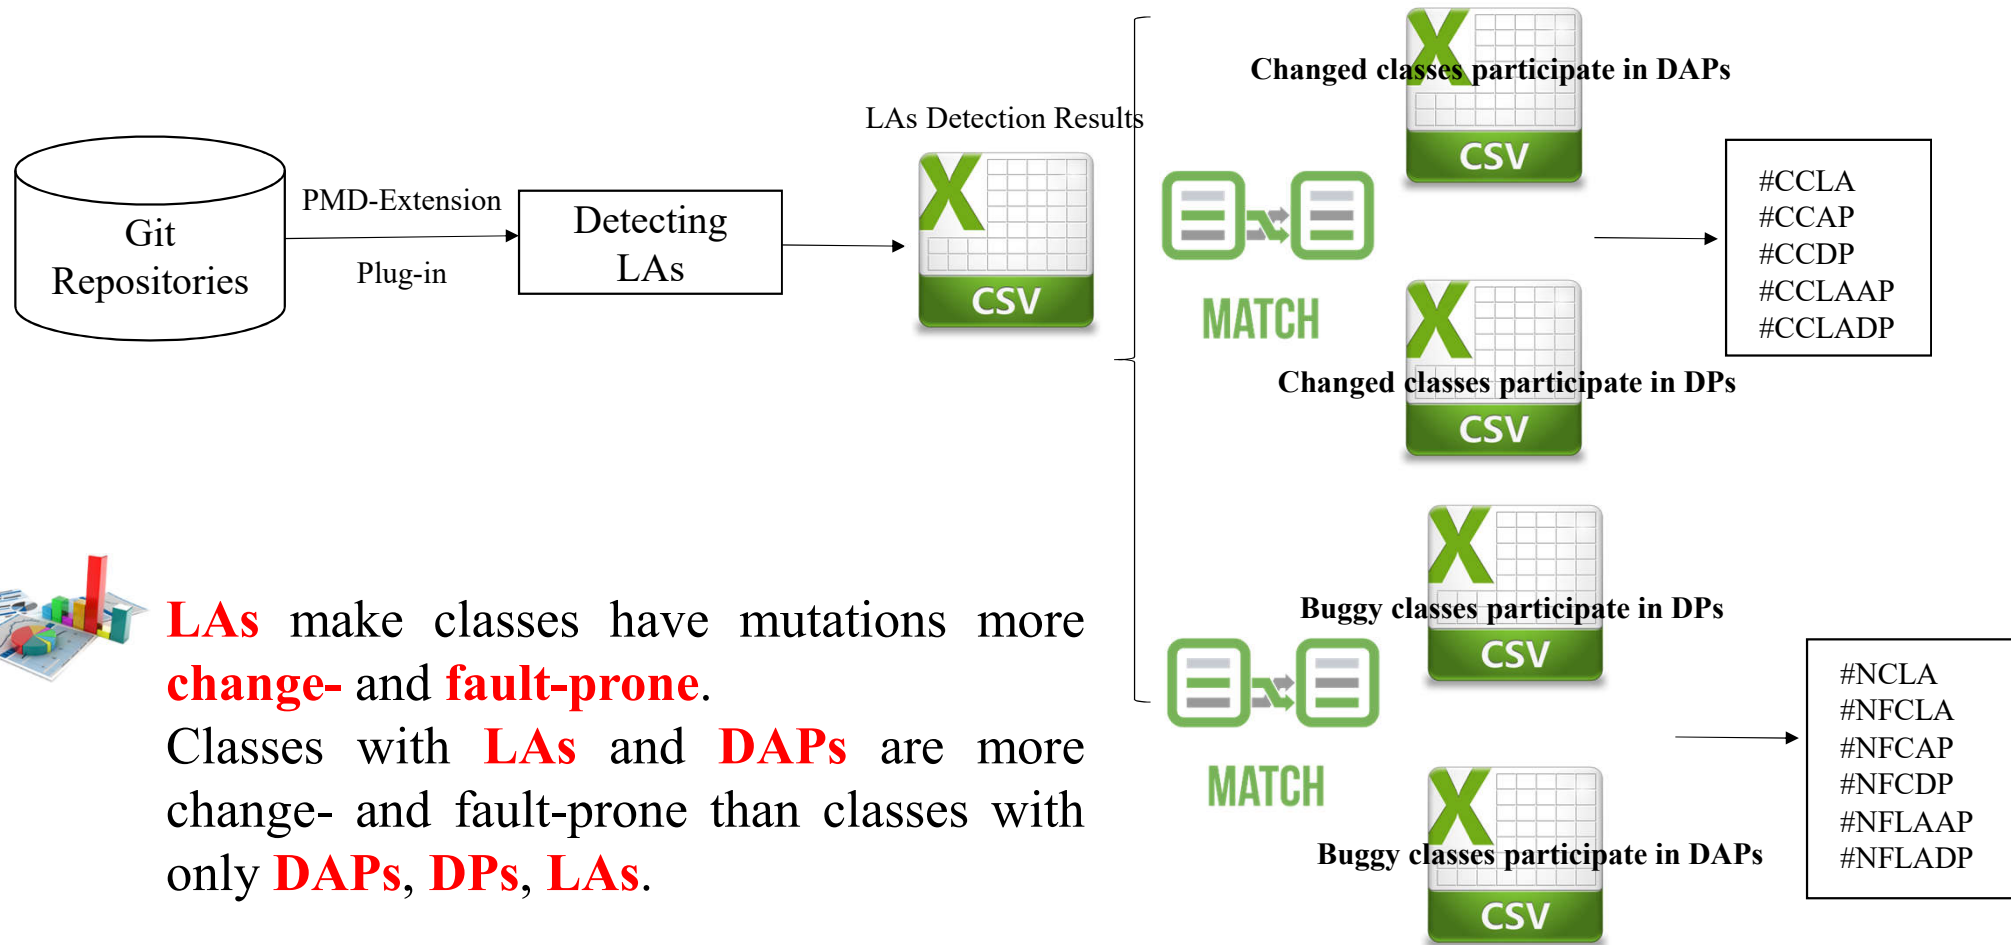 Git
Repositories
PMD-Extension
Plug-in
Detecting
LAs
LAs Detection Results
CSV
Changed classes participate in DAPs
CSV
MATCH
Changed classes participate in DPs
CSV
#CCLA
#CCAP
#CCDP
#CCLAAP
#CCLADP
Buggy classes participate in DPs
CSV
MATCH
Buggy classes participate in DAPs
CSV
#NCLA
#NFCLA
#NFCAP
#NFCDP
#NFLAAP
#NFLADP
LAs make classes have mutations more
change- and fault-prone.
Classes with LAs and DAPs are more
change- and fault-prone than classes with
only DAPs, DPs, LAs.